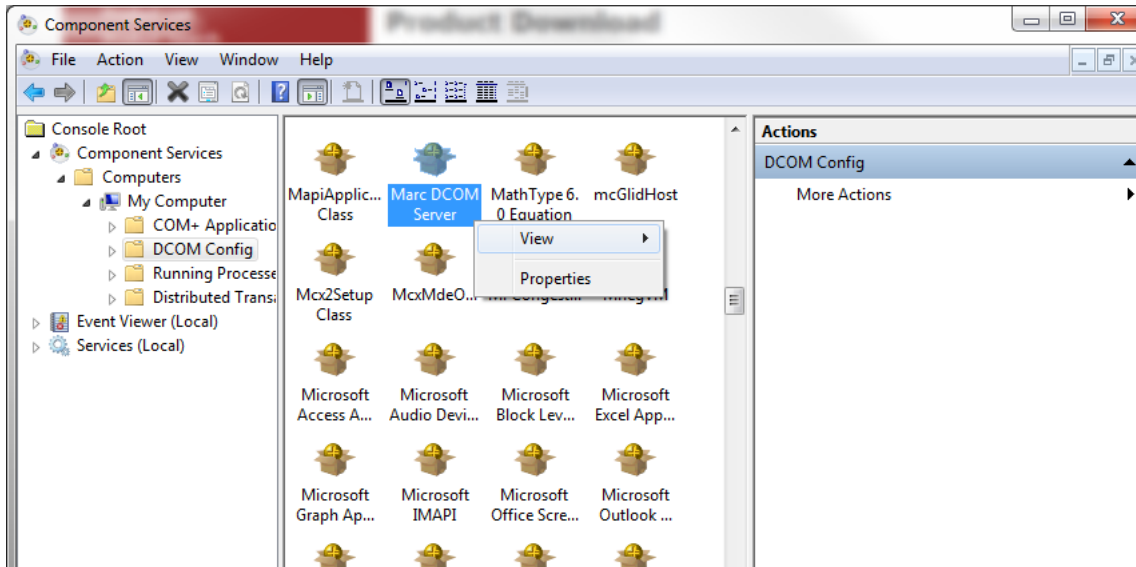 Product Download
Component Services
File Action View Window Help
Console Root
Component Services
Computers
My Computer
COM+ Applicatio
DCOM Config
Running Processe
Distributed Trans
Event Viewer (Local)
Services (Local)
MapiApplic... Marc DCOM MathType 6. mcGlidHost
Class Server 0 Equation
View
Properties
Mcx2Setup McxMdeO...
Class
Microsoft Microsoft Microsoft Microsoft
Access A... Audio Devi... Block Lev... Excel App...
Microsoft Microsoft Microsoft Microsoft
Graph Ap... IMAPI Office Scre... Outlook ...
Actions
DCOM Config
More Actions